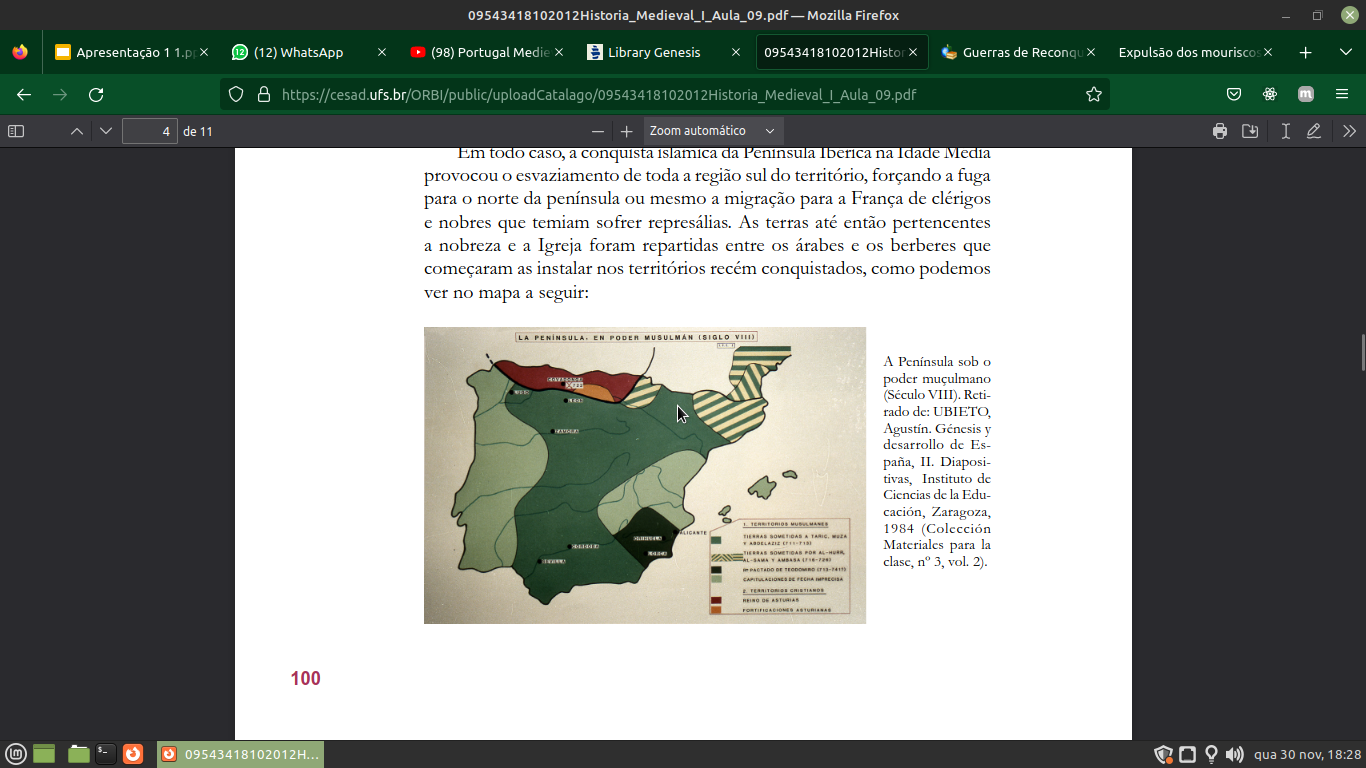 09543418102012Historia_Medieval_I_Aula_09.pdf — Mozilla Firefox
Apresentação 1 1.p
(12) WhatsApp
(98) Portugal Medie
Library Genesis
09543418102012Histor
Guerras de Reconqu
Expulsão dos mouriscos
https://cesad.ufs.br/ORBI/public/uploadCatalago/09543418102012Historia_Medieval_I_Aula_09.pdf
4 de 11
Zoom automático
Em todo caso, a conquista islâmica da Península Ibérica na Idade Média
provocou o esvaziamento de toda a região sul do território, forçando a fuga
para o norte da península ou mesmo a migração para a França de clérigos
e nobres que temiam sofrer represálias. As terras até então pertencentes
a nobreza e a Igreja foram repartidas entre os árabes e os berberes que
começaram as instalar nos territórios recém conquistados, como podemos
ver no mapa a seguir:
LA PENÍNSULA, EN PODER MUSULMÁN (SIGLO VIII)
COVADONGA
LUGO
LEON
ZAMORA
ALICANTE
ORIHUELA
LORCA
CORDOBA
SEVILLA
1. TERRITORIOS MUSULMANES
TIERRAS SOMETIDAS A TARIC, MUZA
Y ABDELAZIZ (711-715)
TIERRAS SOMETIDAS POR AL-HURR,
AL-SAMA Y AMBASA (716-726)
PACTADO DE TEODOMIRO (713-741?)
CAPITULACIONES DE FECHA IMPRECISA
2. TERRITORIOS CRISTIANOS
REINO DE ASTURIAS
FORTIFICACIONES ASTURIANAS
A Península sob o
poder muçulmano
(Século VIII). Reti-
rado de: UBIETO,
Agustín. Génesis y
desarrollo de Es-
paña, II. Diaposi-
tivas, Instituto de
Ciencias de la Edu-
cación, Zaragoza,
1984 (Colección
Materiales para la
clase, nº 3, vol. 2).
100
09543418102012H...
qua 30 nov, 18:28